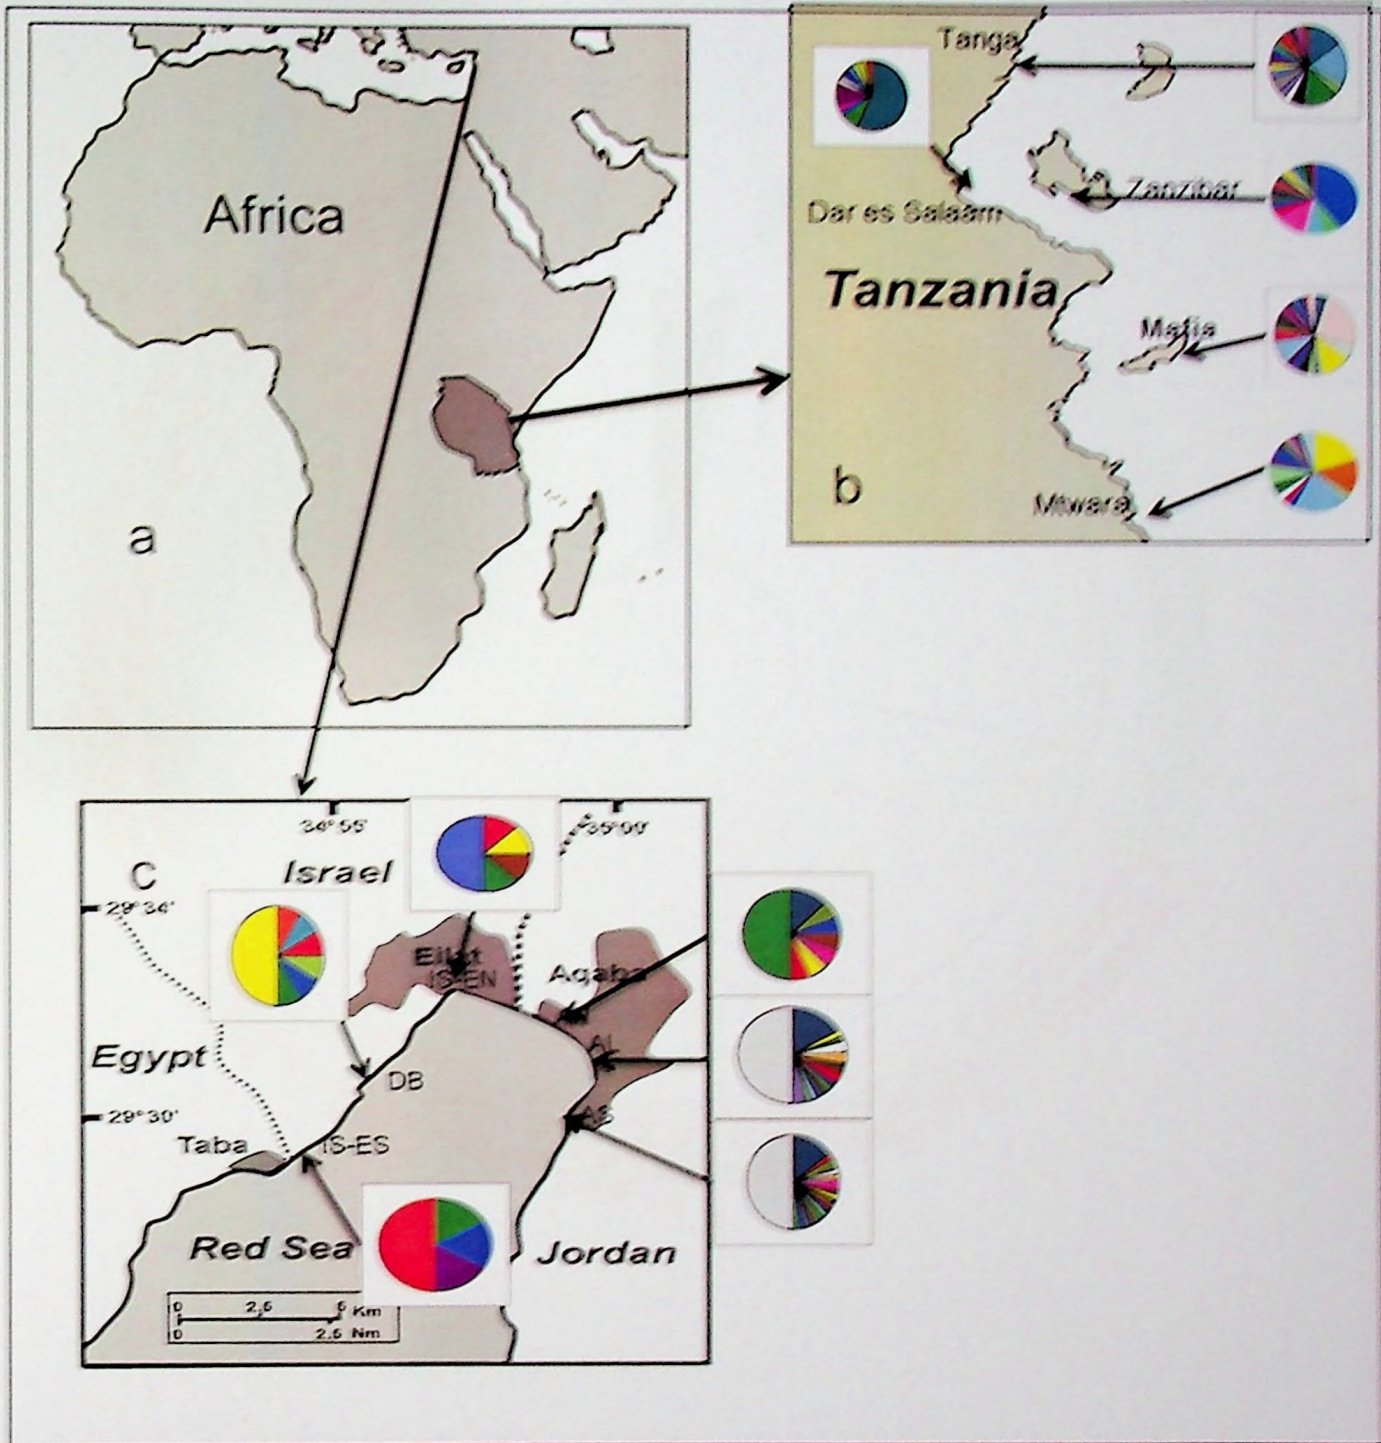 Africa
a
Tanga
Zanzibar
Dar es Salaam
Tanzania
Mafia
b
Mtwara
34°55'
35°00'
C
Israel
29°34'
Eilat
IS-EN
Aqaba
AL
Egypt
DB
29°30'
AS
Taba
IS-ES
Red Sea
Jordan
0 2.5 5 Km
0 2.5 Nm